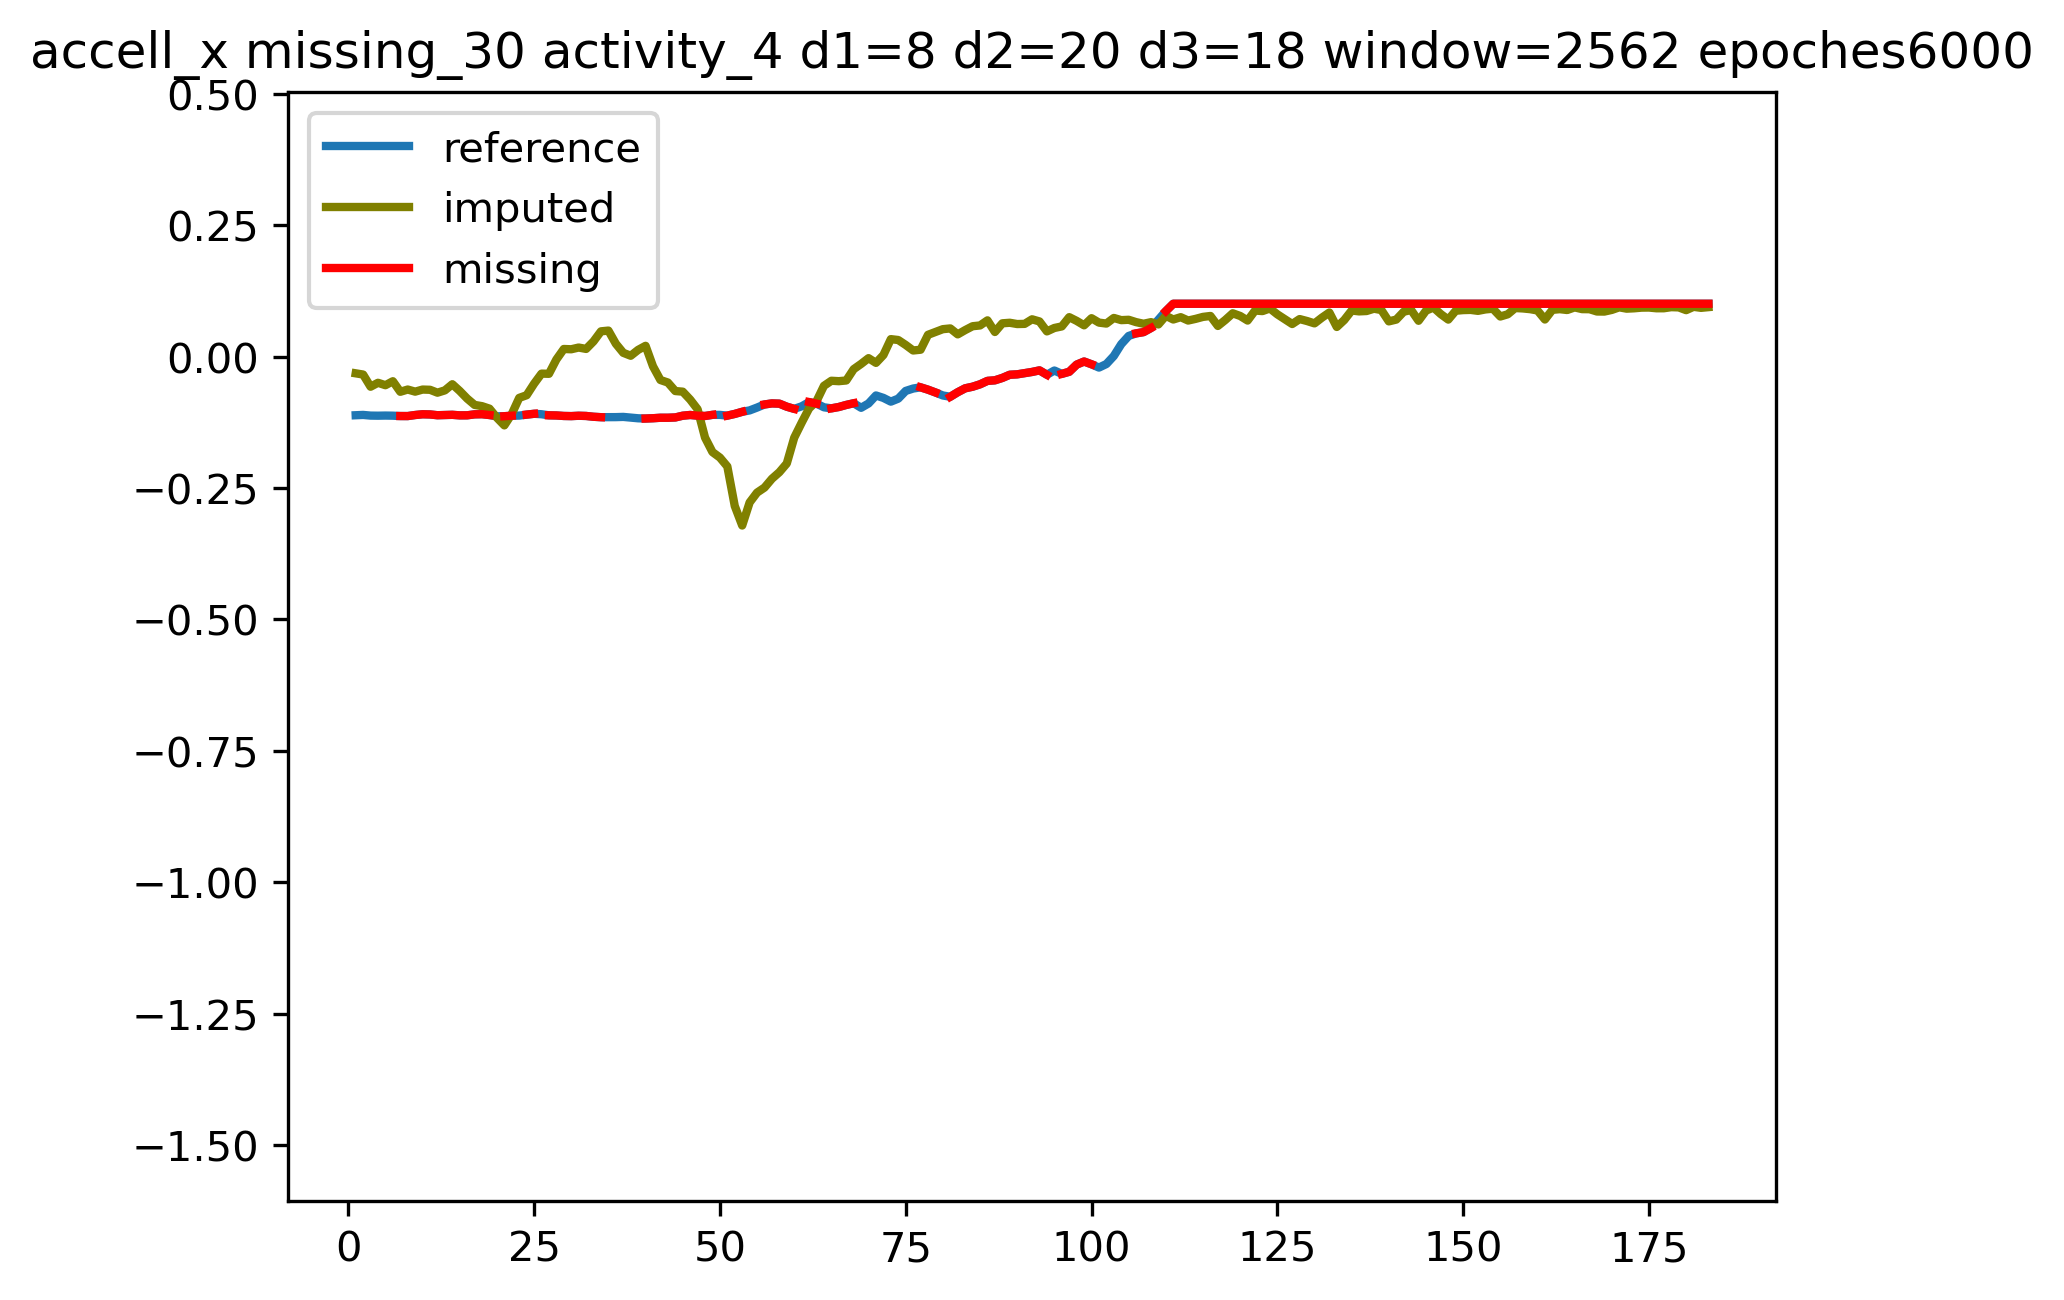 accell_x missing_30 activity_4 d1=8 d2=20 d3=18 window=2562 epoches6000
0.50
0.25
0.00
−0.25
−0.50
−0.75
−1.00
−1.25
−1.50
reference
imputed
missing
0 25 50 75 100 125 150 175